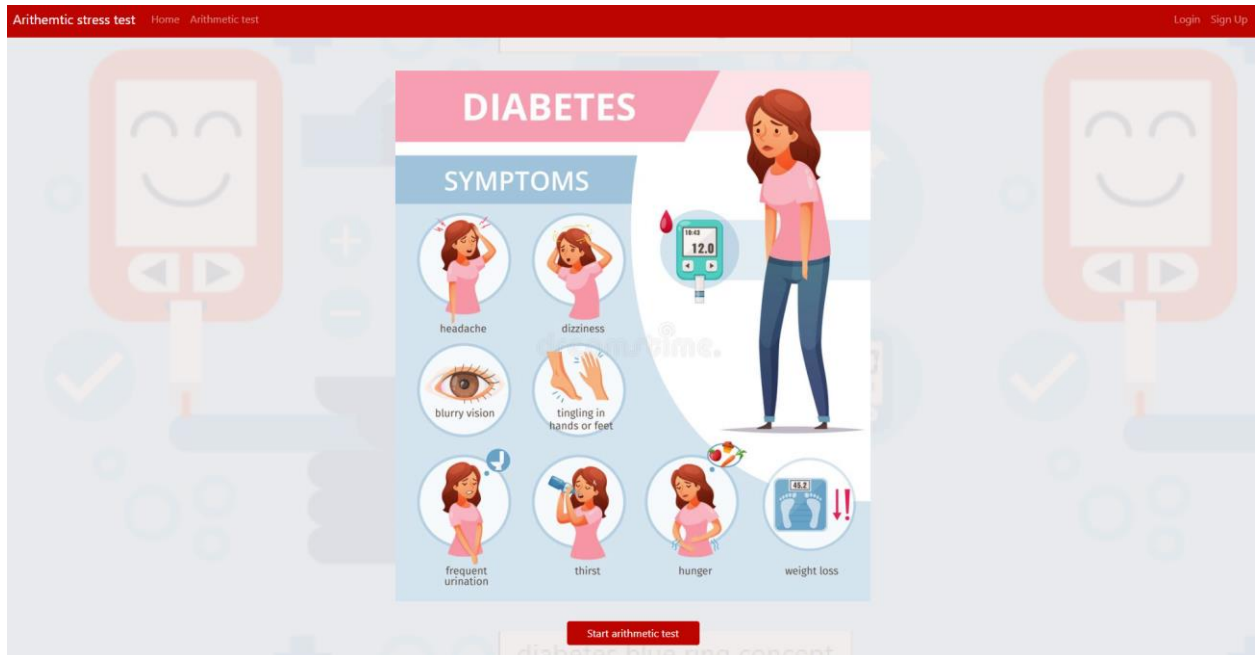 Arithemtic stress test Home Arithmetic test Login Sign Up
DIABETES
SYMPTOMS
10:43
12.0
headache
dizziness
dreamstime.
blurry vision
tingling in
hands or feet
45.2
frequent
urination
thirst
hunger
weight loss
Start arithmetic test
diabetes blue ring concept